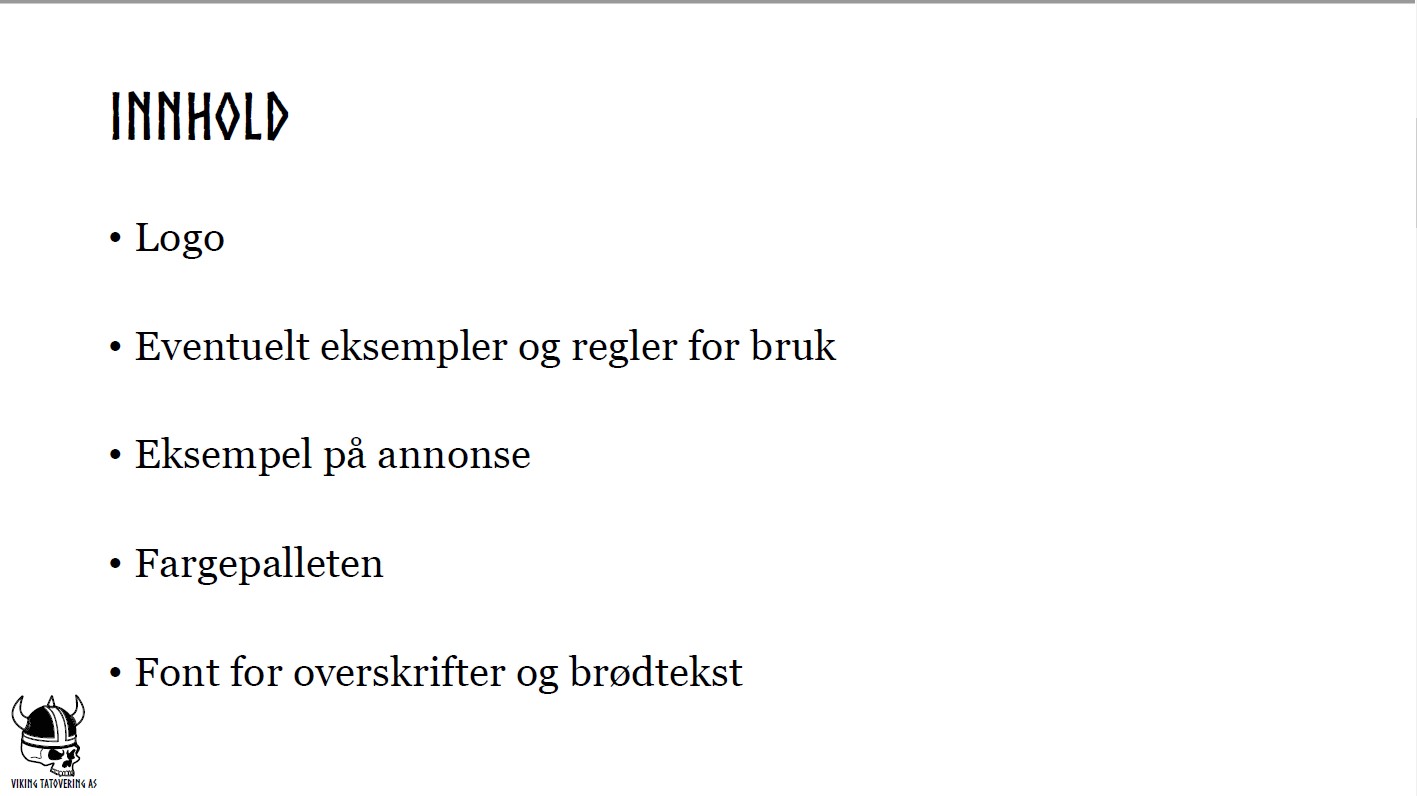 INNHOLD
• Logo
• Eventuelt eksempler og regler for bruk
• Eksempel på annonse
• Fargepalleten
• Font for overskrifter og brødtekst
VIKING TATOVERING AS